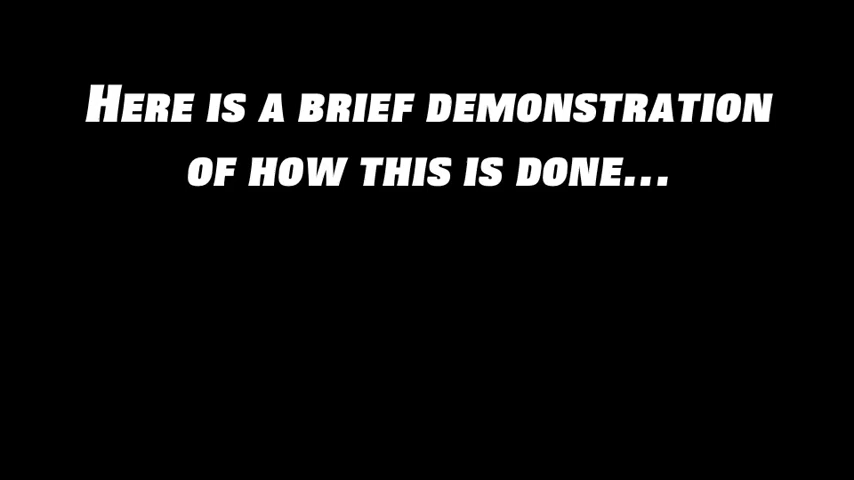 Here is a brief demonstration
of how this is done...